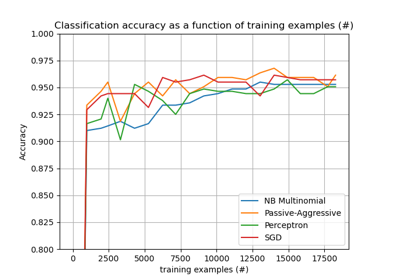 Classification accuracy as a function of training examples (#)
1.000
0.975
0.950
0.925
0.900
0.875
0.850
0.825
0.800
Accuracy
NB Multinomial
Passive-Aggressive
Perceptron
SGD
0 2500 5000 7500 10000 12500 15000 17500
training examples (#)